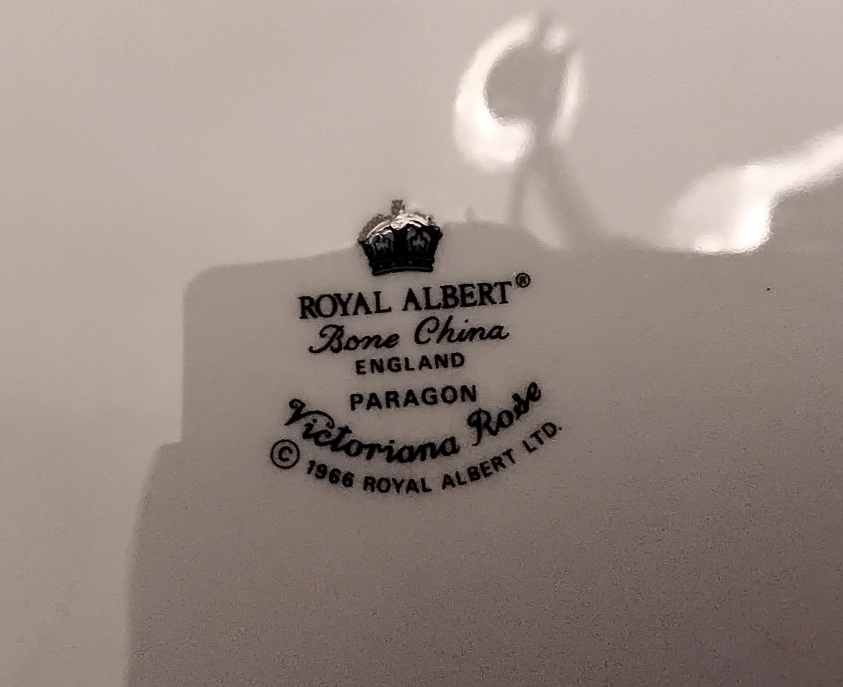 ROYAL ALBERT®
Bone China
ENGLAND
PARAGON
Victoriana Rose
© 1966 ROYAL ALBERT LTD.